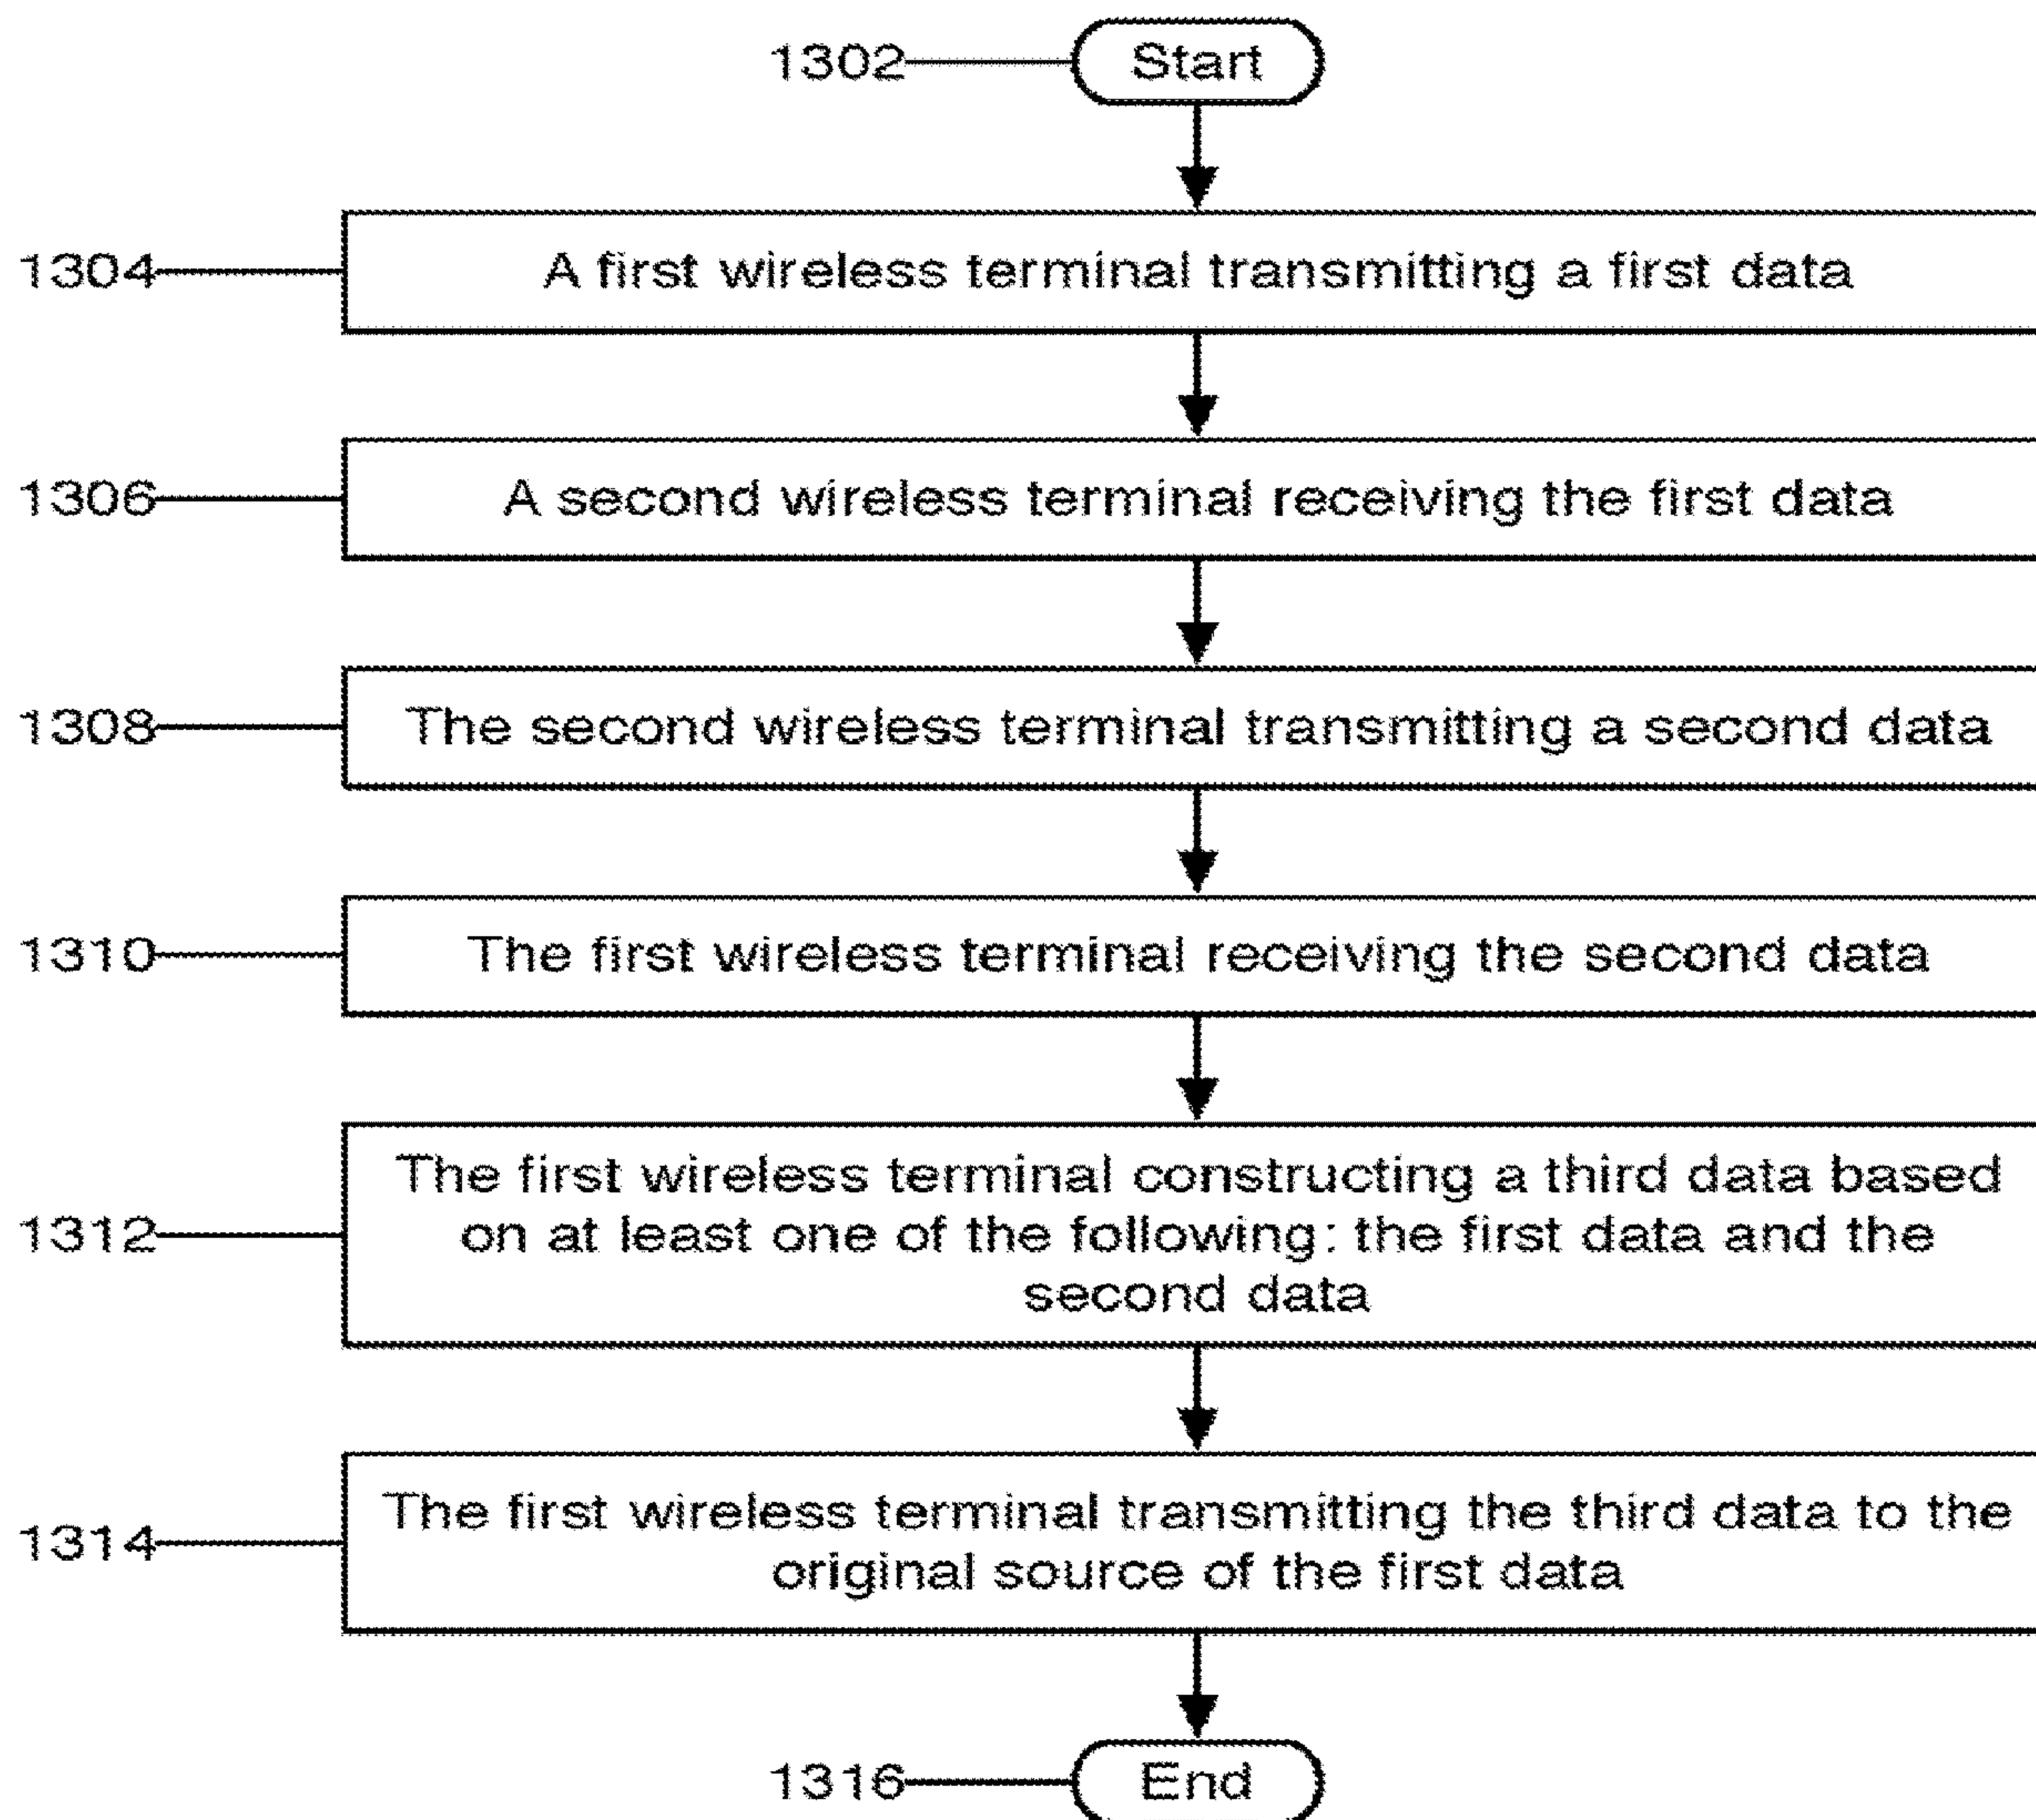 1302 Start
1304 A first wireless terminal transmitting a first data
1306 A second wireless terminal receiving the first data
1308 The second wireless terminal transmitting a second data
1310 The first wireless terminal receiving the second data
The first wireless terminal constructing a third data based
1312 on at least one of the following: the first data and the
second data
1314 The first wireless terminal transmitting the third data to the
original source of the first data
1316 End